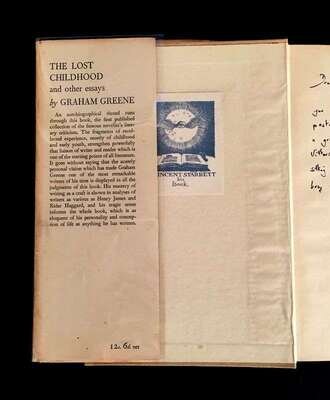 THE LOST
CHILDHOOD
and other essays
by GRAHAM GREENE
An autobiographical thread runs
through this book, the first published
collection of the famous novelist's liter-
ary criticism. The fragments of
experience, mostly of childhood
and early youth, strengthen powerfully
that liaison of writer and reader which is
one of the starting points of all literature.
It goes without saying that the acutely
personal vision which has made Graham
Greene one of the most remarkable
writers of his time is displayed in all the
judgments of this book. His mastery of
writing as a craft is shown in analyses of
writers as various as Henry James and
Rider Haggard, and his tragic sense
informs the whole book, which is as
eloquent of his personality and concep-
tion of life as anything he has written.
12s. 6d net
VINCENT STARRETT
his
Book.